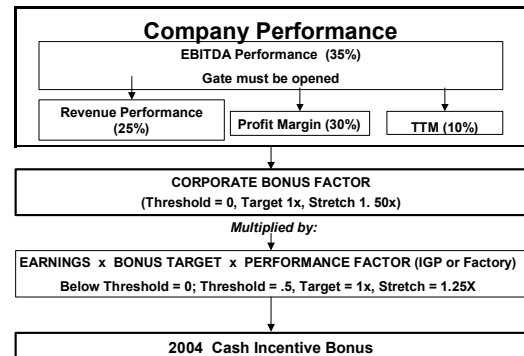 Company Performance
EBITDA Performance (35%)
Gate must be opened
Revenue Performance
(25%)
Profit Margin (30%)
TTM (10%)
CORPORATE BONUS FACTOR
(Threshold = 0, Target 1x, Stretch 1. 50x)
Multiplied by:
EARNINGS x BONUS TARGET x PERFORMANCE FACTOR (IGP or Factory)
Below Threshold = 0; Threshold = .5, Target = 1x, Stretch = 1.25X
2004 Cash Incentive Bonus